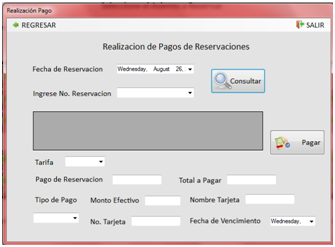 Realización Pago
REGRESAR SALIR
Realizacion de Pagos de Reservaciones
Fecha de Reservacion Wednesday, August 26, Consultar
Ingrese No. Reservacion
Pagar
Tarifa
Pago de Reservacion Total a Pagar
Tipo de Pago Monto Efectivo Nombre Tarjeta
No. Tarjeta Fecha de Vencimiento Wednesday,